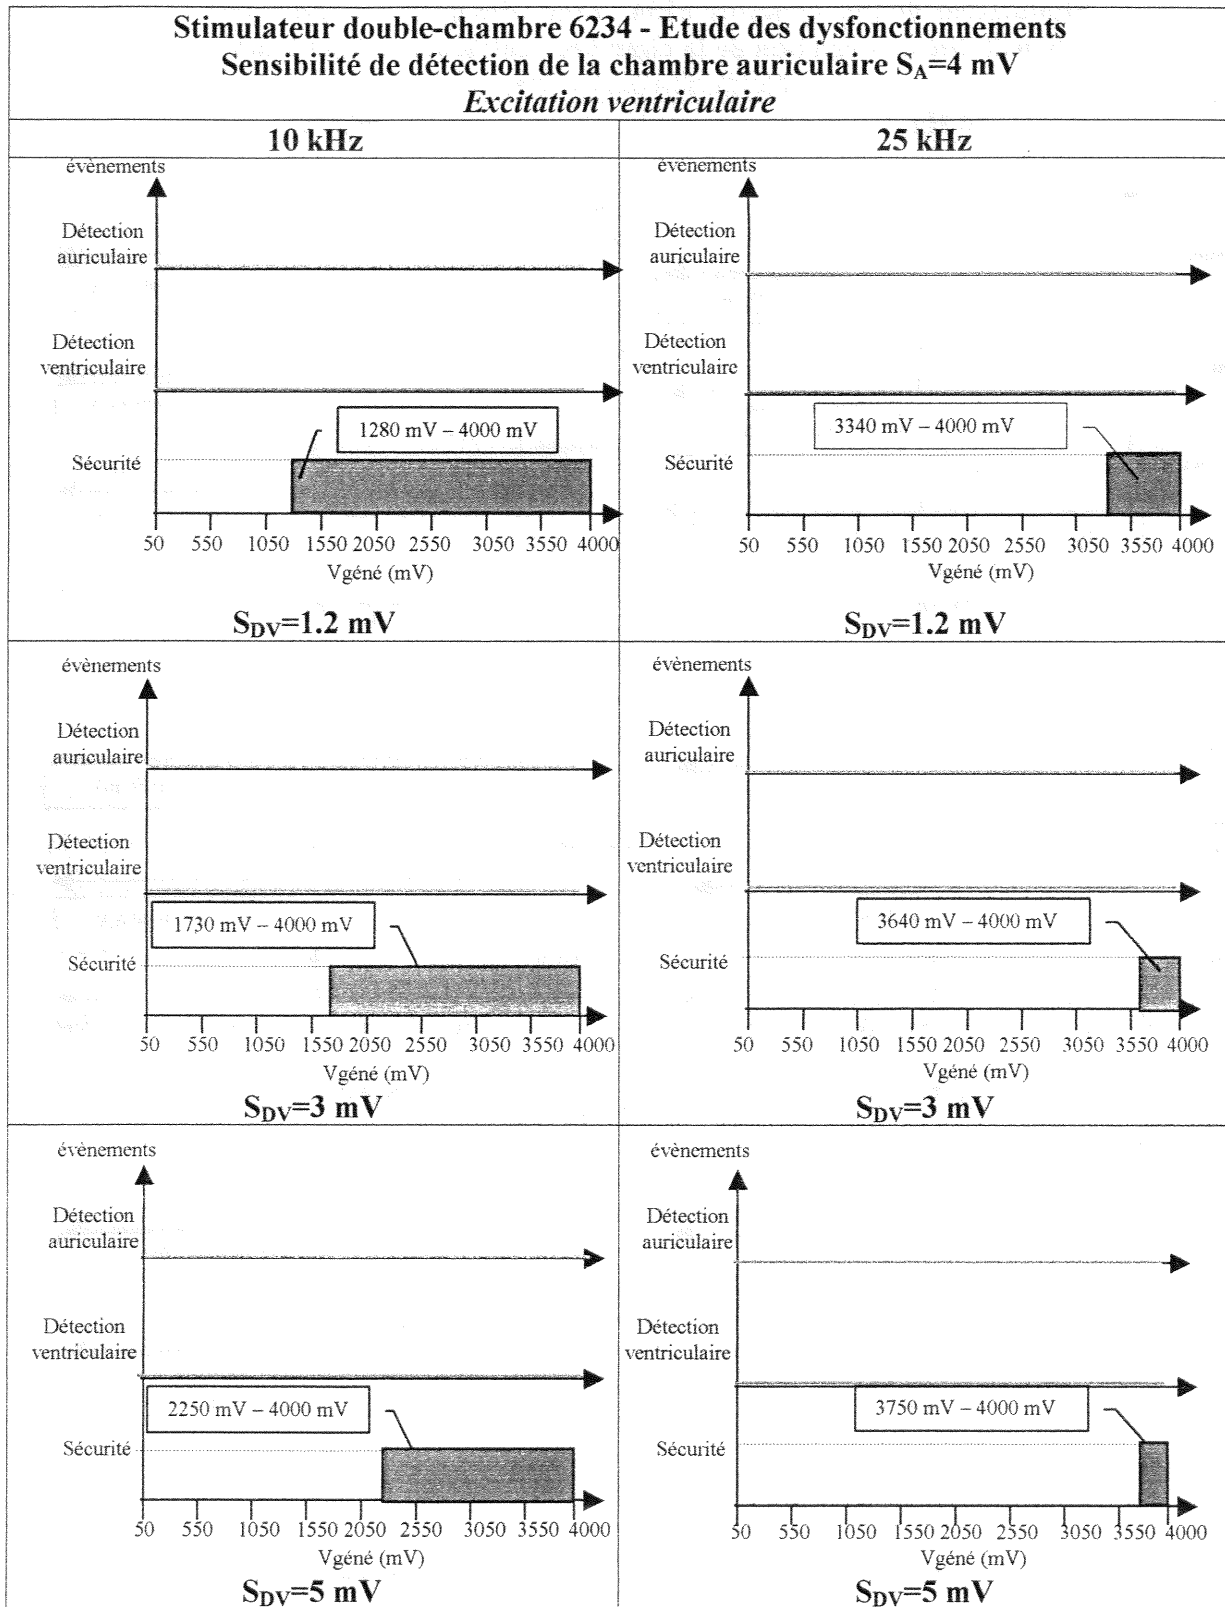 Stimulateur double-chambre 6234 - Etude des dysfonctionnements
Sensibilité de détection de la chambre auriculaire S_A=4 mV
Excitation ventriculaire
10 kHz
25 kHz
évènements
Détection
auriculaire
Détection
ventriculaire
1280 mV – 4000 mV
Sécurité
50 550 1050 1550 2050 2550 3050 3550 4000
Vgéné (mV)
S_DV=1.2 mV
évènements
Détection
auriculaire
Détection
ventriculaire
3340 mV – 4000 mV
Sécurité
50 550 1050 1550 2050 2550 3050 3550 4000
Vgéné (mV)
S_DV=1.2 mV
évènements
Détection
auriculaire
Détection
ventriculaire
1730 mV – 4000 mV
Sécurité
50 550 1050 1550 2050 2550 3050 3550 4000
Vgéné (mV)
S_DV=3 mV
évènements
Détection
auriculaire
Détection
ventriculaire
3640 mV – 4000 mV
Sécurité
50 550 1050 1550 2050 2550 3050 3550 4000
Vgéné (mV)
S_DV=3 mV
évènements
Détection
auriculaire
Détection
ventriculaire
2250 mV – 4000 mV
Sécurité
50 550 1050 1550 2050 2550 3050 3550 4000
Vgéné (mV)
S_DV=5 mV
évènements
Détection
auriculaire
Détection
ventriculaire
3750 mV – 4000 mV
Sécurité
50 550 1050 1550 2050 2550 3050 3550 4000
Vgéné (mV)
S_DV=5 mV